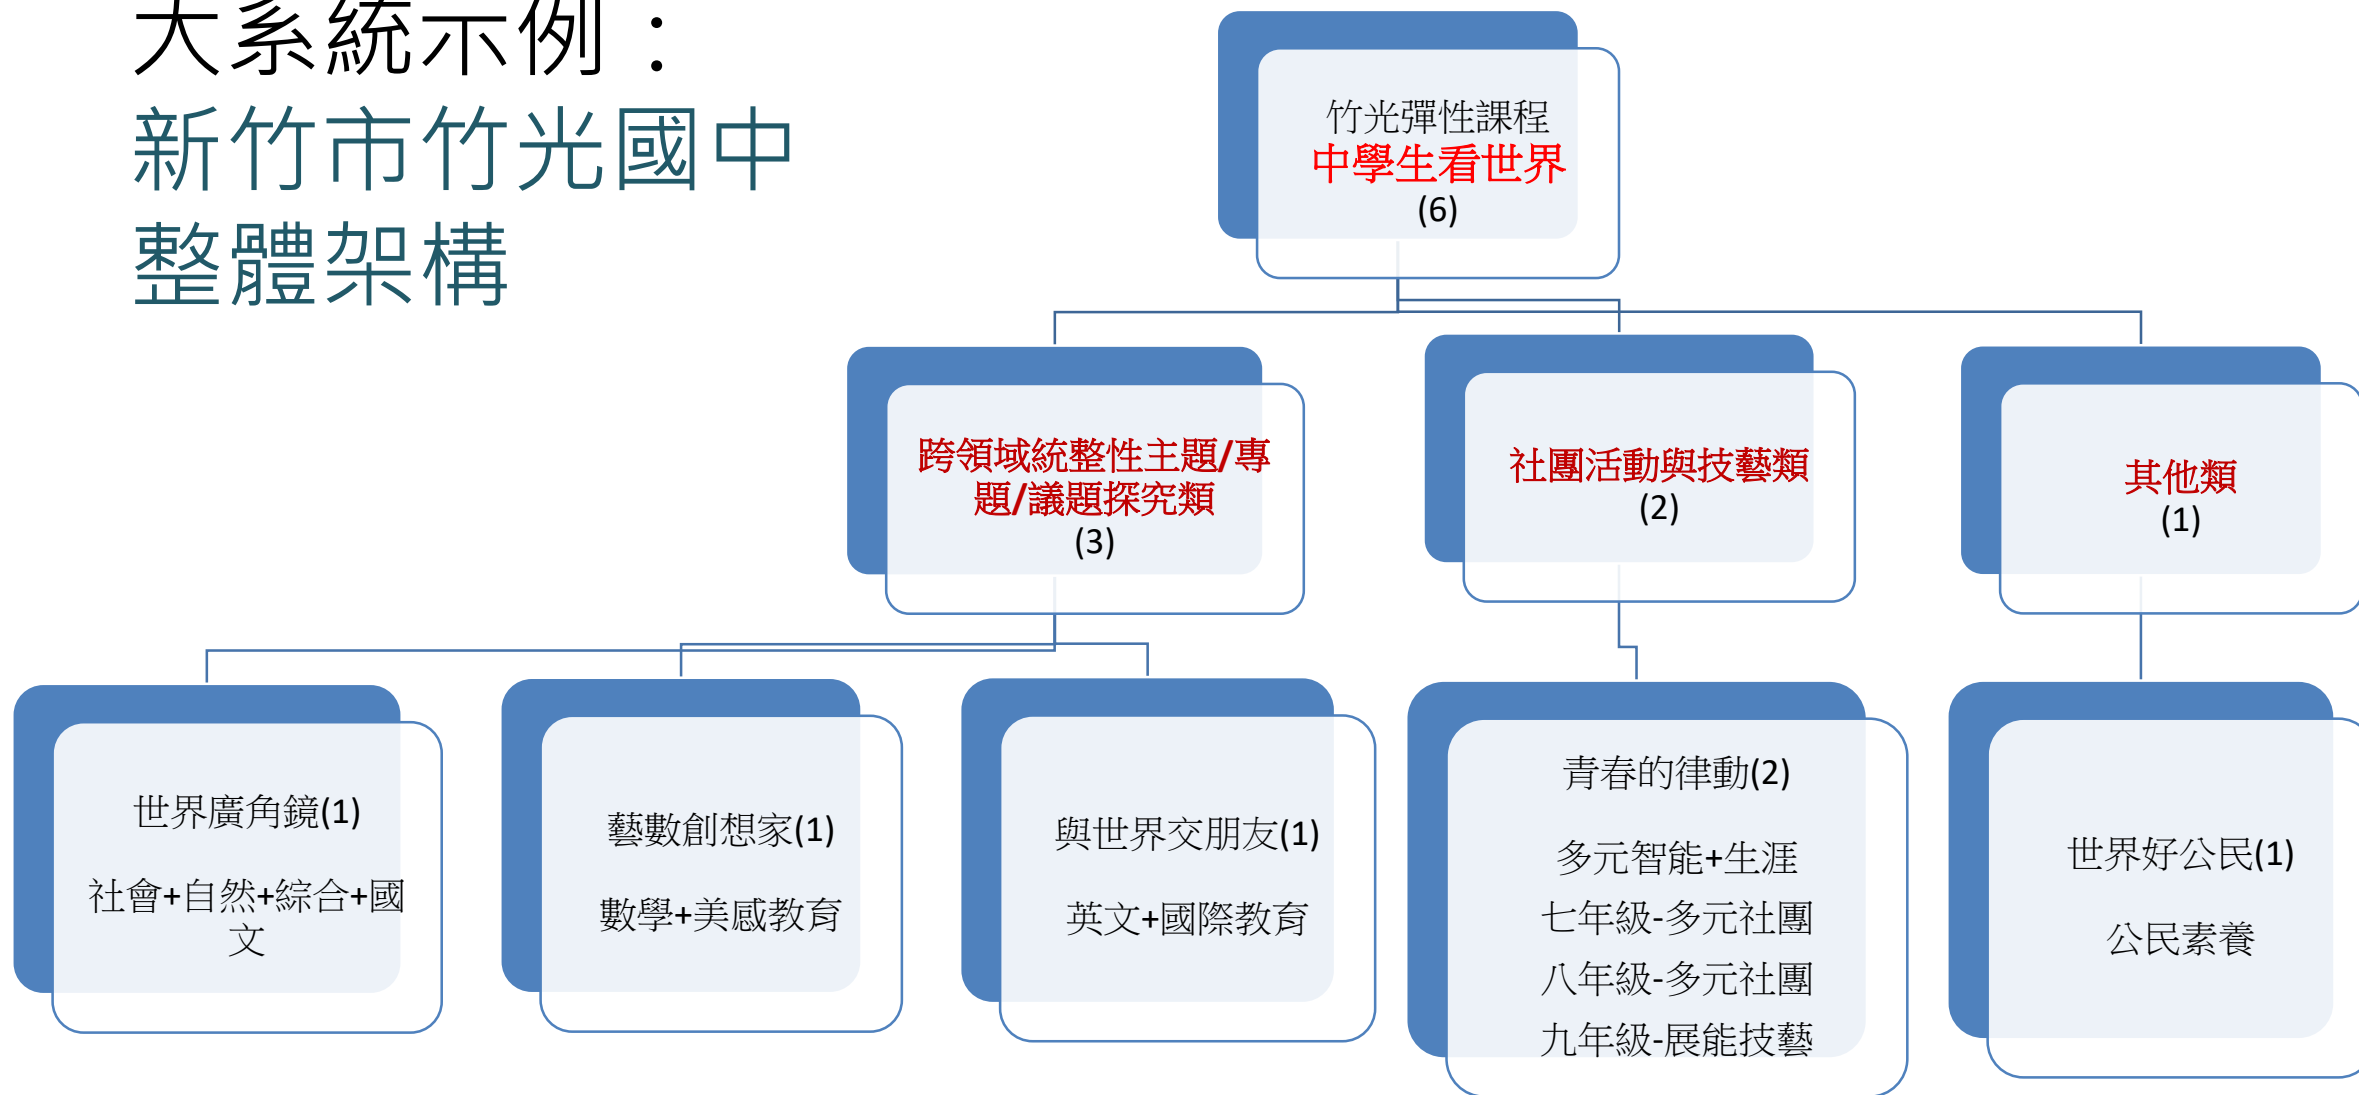 大系統示例：
新竹市竹光國中
整體架構
竹光彈性課程
中學生看世界
(6)
跨領域統整性主題/專
題/議題探究類
(3)
社團活動與技藝類
(2)
其他類
(1)
世界廣角鏡(1)
社會+自然+綜合+國
文
藝數創想家(1)
數學+美感教育
與世界交朋友(1)
英文+國際教育
青春的律動(2)
多元智能+生涯
七年級-多元社團
八年級-多元社團
九年級-展能技藝
世界好公民(1)
公民素養